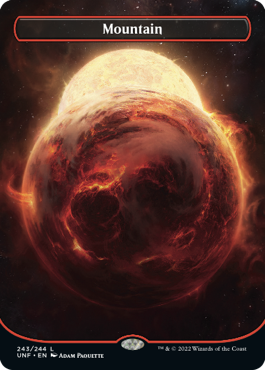 Mountain
243/244 L
UNF • EN Adam Paquette
™ & © 2022 Wizards of the Coast